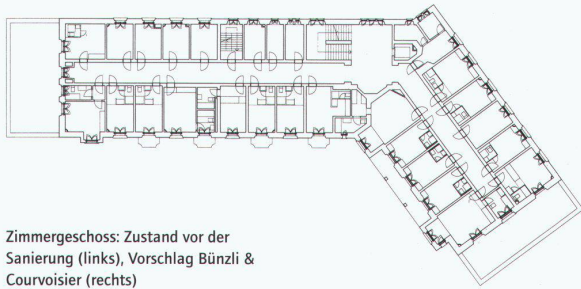 Zimmergeschoss: Zustand vor der
Sanierung (links), Vorschlag Bünzli &
Courvoisier (rechts)